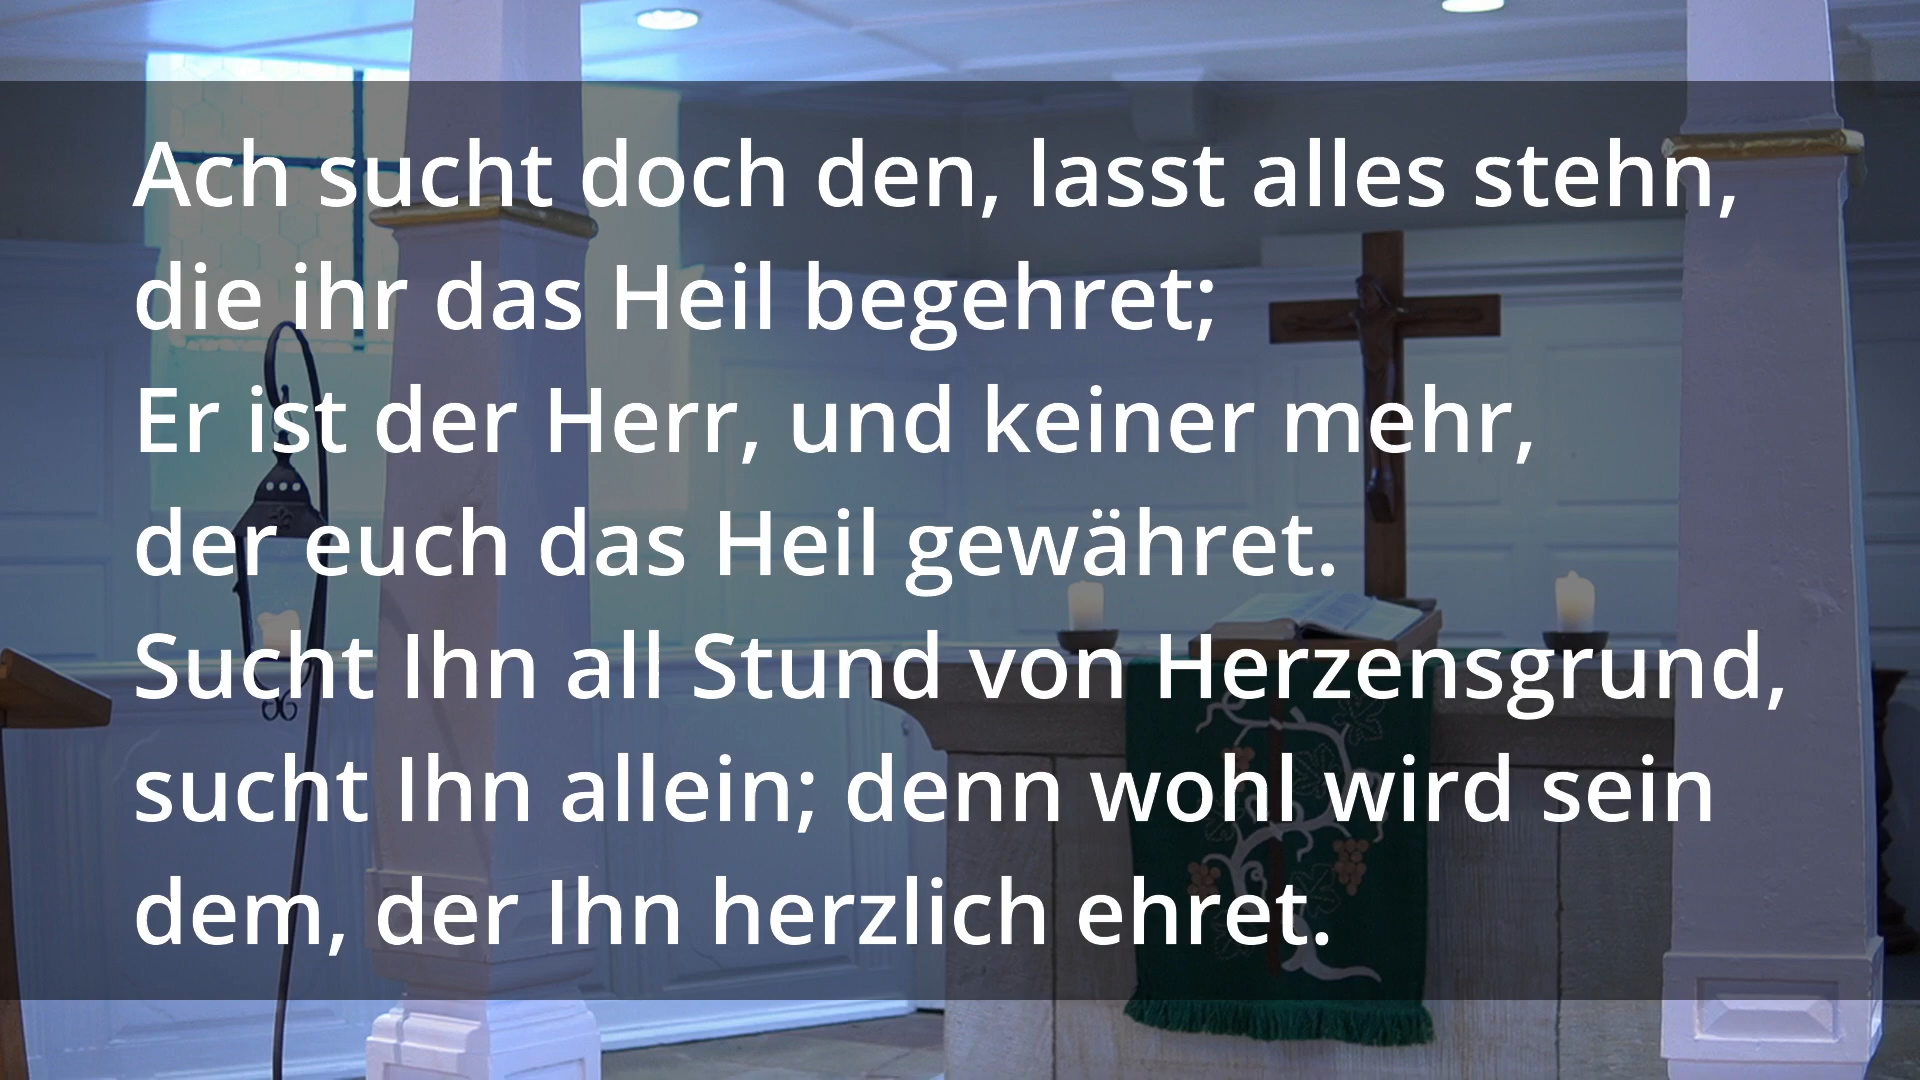 Ach sucht doch den, lasst alles stehn,
die ihr das Heil begehret;
Er ist der Herr, und keiner mehr,
der euch das Heil gewähret.
Sucht Ihn all Stund von Herzensgrund,
sucht Ihn allein; denn wohl wird sein
dem, der Ihn herzlich ehret.